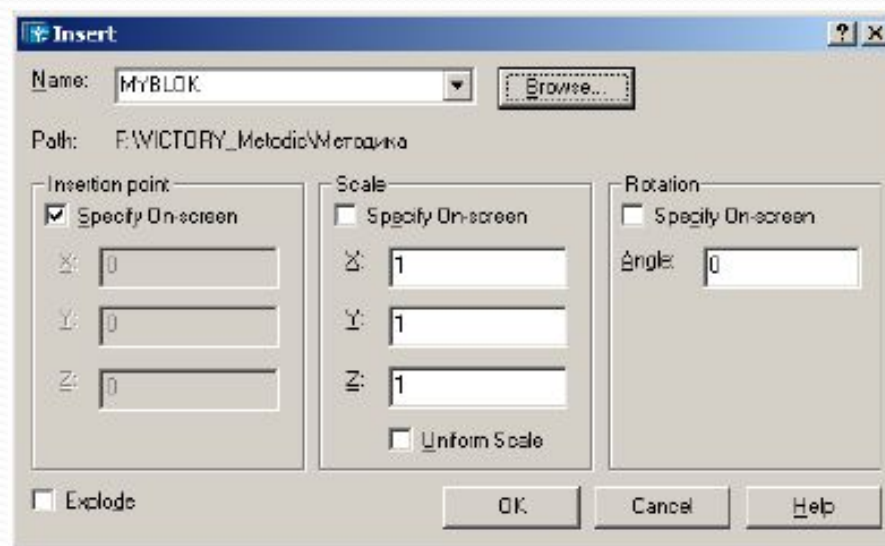 Insert
Name: MYBLOK Browse...
Path: F:\VICTORY_Metodic\Методика
Insertion point
Specify On-screen
X: 0
Y: 0
Z: 0
Scale
Specify On-screen
X: 1
Y: 1
Z: 1
Uniform Scale
Rotation
Specify On-screen
Angle: 0
Explode
OK Cancel Help